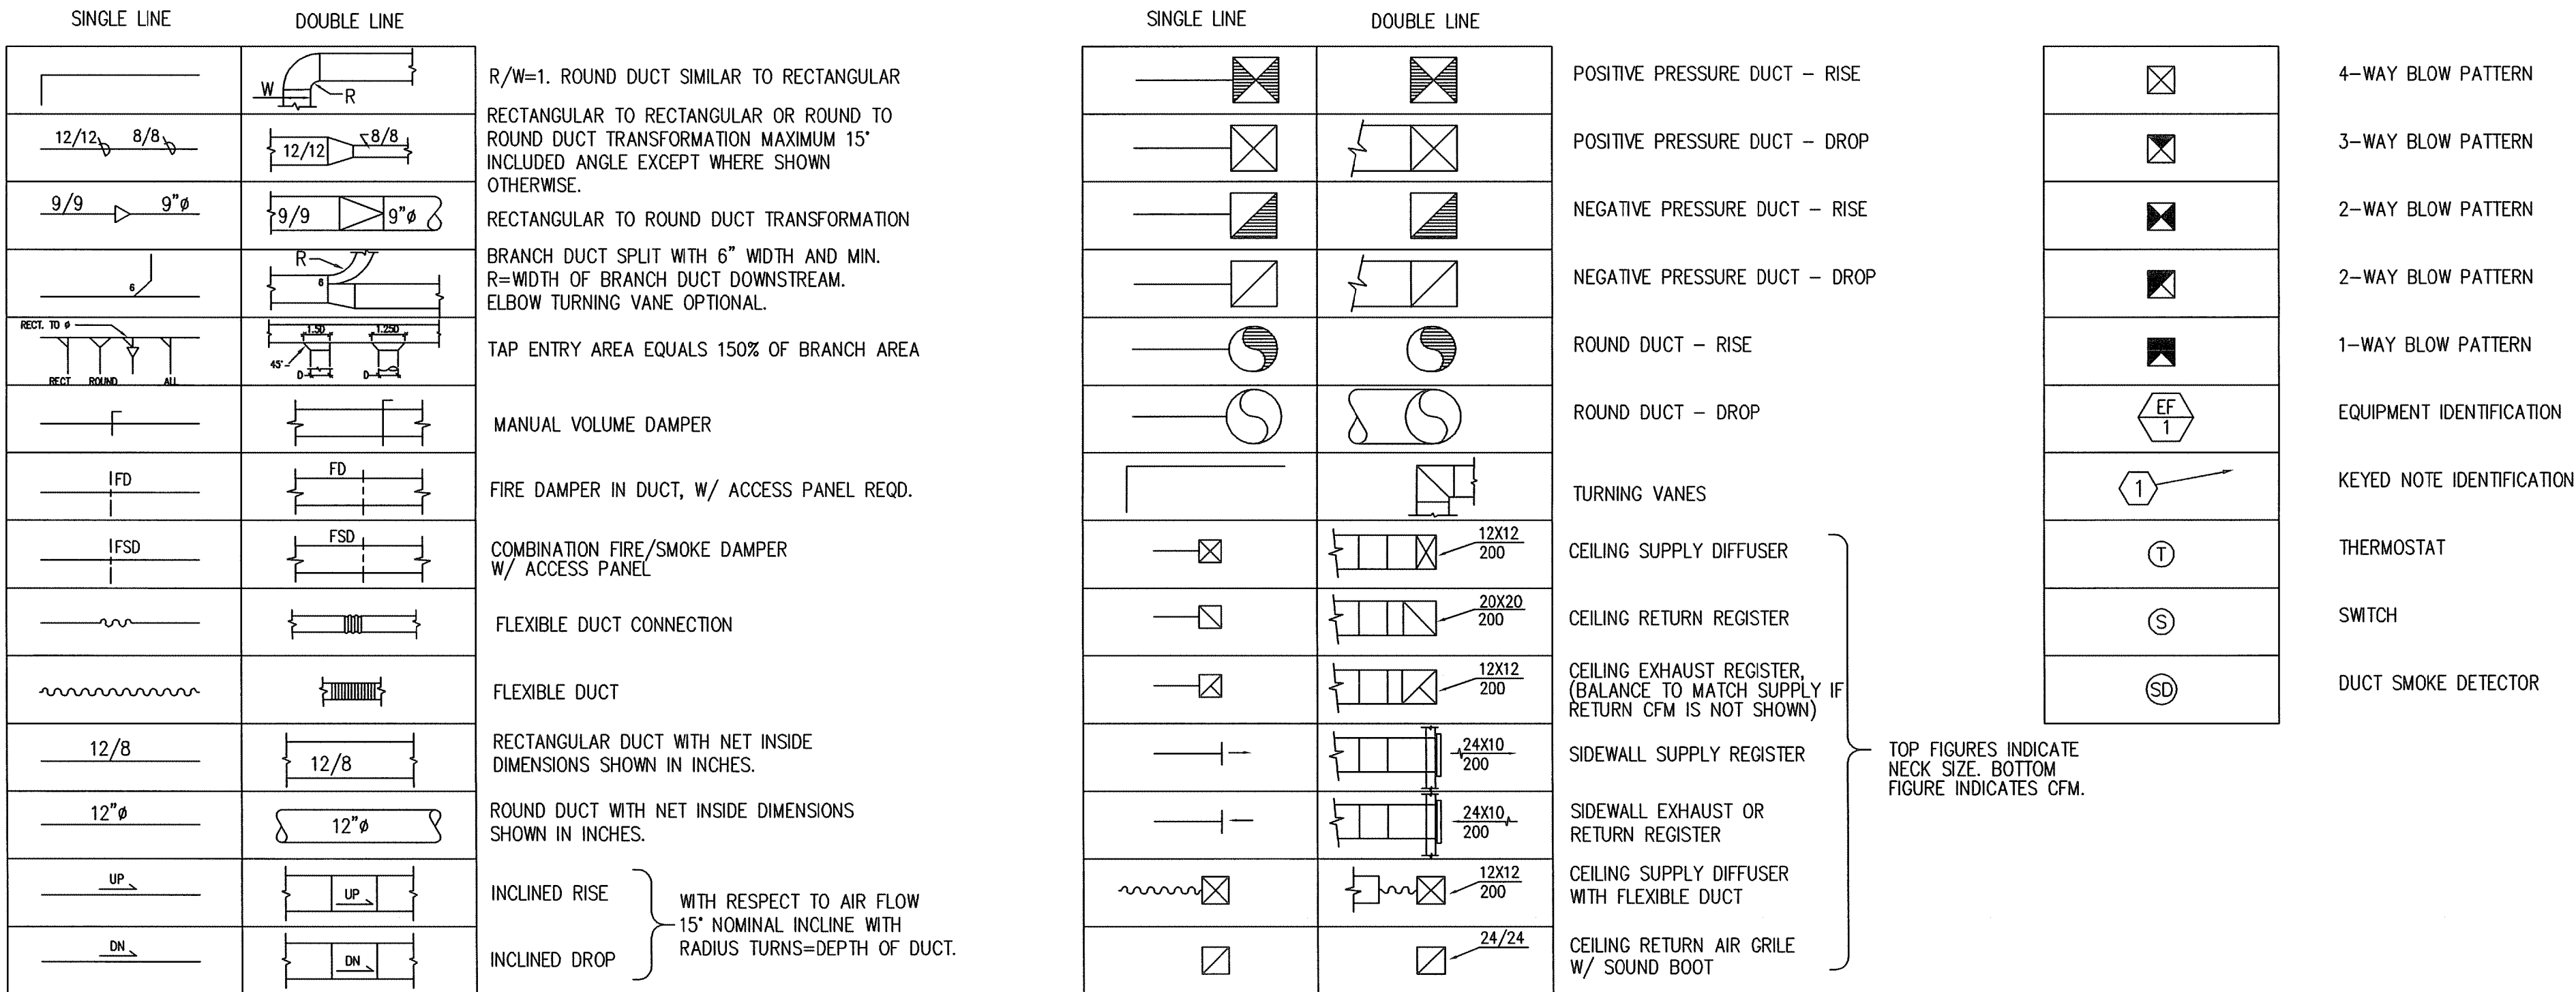 SINGLE LINE
DOUBLE LINE
W
R
R/W=1. ROUND DUCT SIMILAR TO RECTANGULAR
12/12
8/8
12/12
8/8
RECTANGULAR TO RECTANGULAR OR ROUND TO
ROUND DUCT TRANSFORMATION MAXIMUM 15°
INCLUDED ANGLE EXCEPT WHERE SHOWN
OTHERWISE.
9/9
9"ø
9/9
9"ø
RECTANGULAR TO ROUND DUCT TRANSFORMATION
6
R
6
BRANCH DUCT SPLIT WITH 6" WIDTH AND MIN.
R=WIDTH OF BRANCH DUCT DOWNSTREAM.
ELBOW TURNING VANE OPTIONAL.
RECT. TO ø
RECT
ROUND
ALL
1.5D
1.25D
45°
D
D
TAP ENTRY AREA EQUALS 150% OF BRANCH AREA
MANUAL VOLUME DAMPER
FD
FD
FIRE DAMPER IN DUCT, W/ ACCESS PANEL REQD.
FSD
FSD
COMBINATION FIRE/SMOKE DAMPER
W/ ACCESS PANEL
FLEXIBLE DUCT CONNECTION
FLEXIBLE DUCT
12/8
12/8
RECTANGULAR DUCT WITH NET INSIDE
DIMENSIONS SHOWN IN INCHES.
12"ø
12"ø
ROUND DUCT WITH NET INSIDE DIMENSIONS
SHOWN IN INCHES.
UP
UP
INCLINED RISE
DN
DN
INCLINED DROP
WITH RESPECT TO AIR FLOW
15° NOMINAL INCLINE WITH
RADIUS TURNS=DEPTH OF DUCT.
SINGLE LINE
DOUBLE LINE
POSITIVE PRESSURE DUCT – RISE
POSITIVE PRESSURE DUCT – DROP
NEGATIVE PRESSURE DUCT – RISE
NEGATIVE PRESSURE DUCT – DROP
ROUND DUCT – RISE
ROUND DUCT – DROP
TURNING VANES
12X12
200
CEILING SUPPLY DIFFUSER
20X20
200
CEILING RETURN REGISTER
12X12
200
CEILING EXHAUST REGISTER,
(BALANCE TO MATCH SUPPLY IF
RETURN CFM IS NOT SHOWN)
24X10
200
SIDEWALL SUPPLY REGISTER
24X10
200
SIDEWALL EXHAUST OR
RETURN REGISTER
12X12
200
CEILING SUPPLY DIFFUSER
WITH FLEXIBLE DUCT
24/24
CEILING RETURN AIR GRILE
W/ SOUND BOOT
TOP FIGURES INDICATE
NECK SIZE. BOTTOM
FIGURE INDICATES CFM.
4–WAY BLOW PATTERN
3–WAY BLOW PATTERN
2–WAY BLOW PATTERN
2–WAY BLOW PATTERN
1–WAY BLOW PATTERN
EF
1
EQUIPMENT IDENTIFICATION
1
KEYED NOTE IDENTIFICATION
T
THERMOSTAT
S
SWITCH
SD
DUCT SMOKE DETECTOR